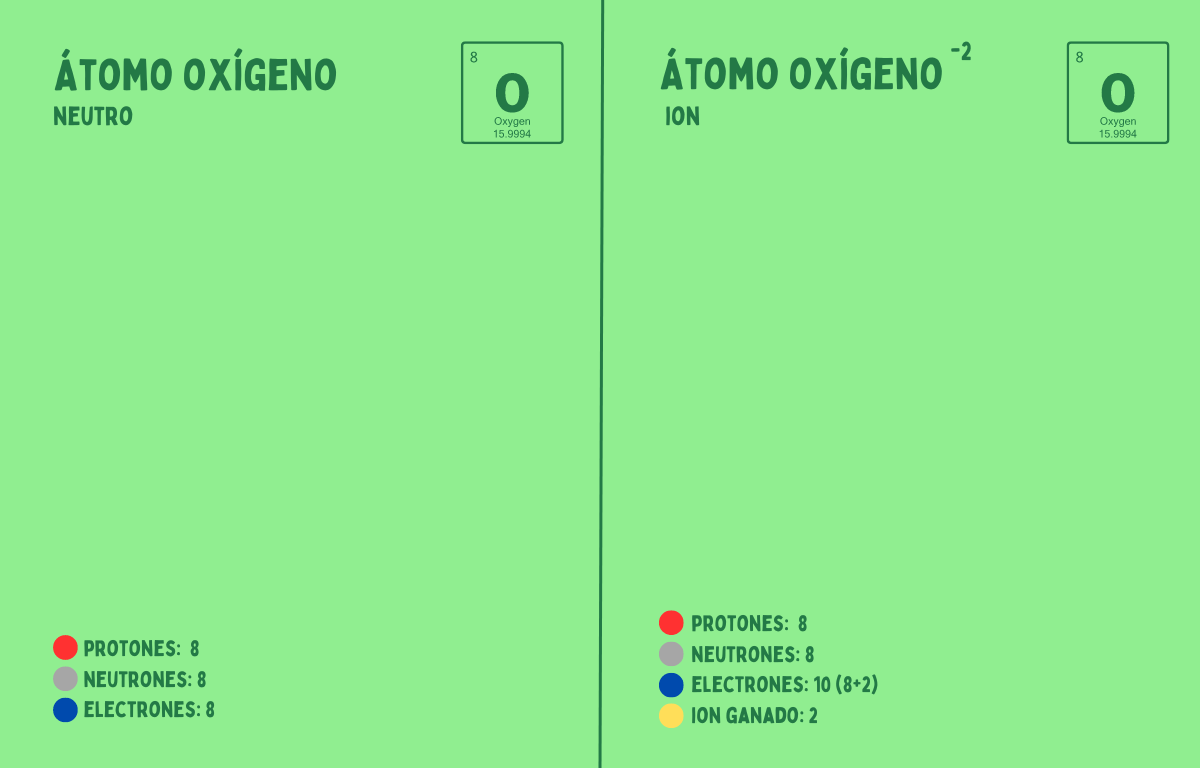 ÁTOMO OXÍGENO
NEUTRO
8
O
Oxygen
15.9994
PROTONES: 8
NEUTRONES: 8
ELECTRONES: 8
ÁTOMO OXÍGENO -2
ION
8
O
Oxygen
15.9994
PROTONES: 8
NEUTRONES: 8
ELECTRONES: 10 (8+2)
ION GANADO: 2